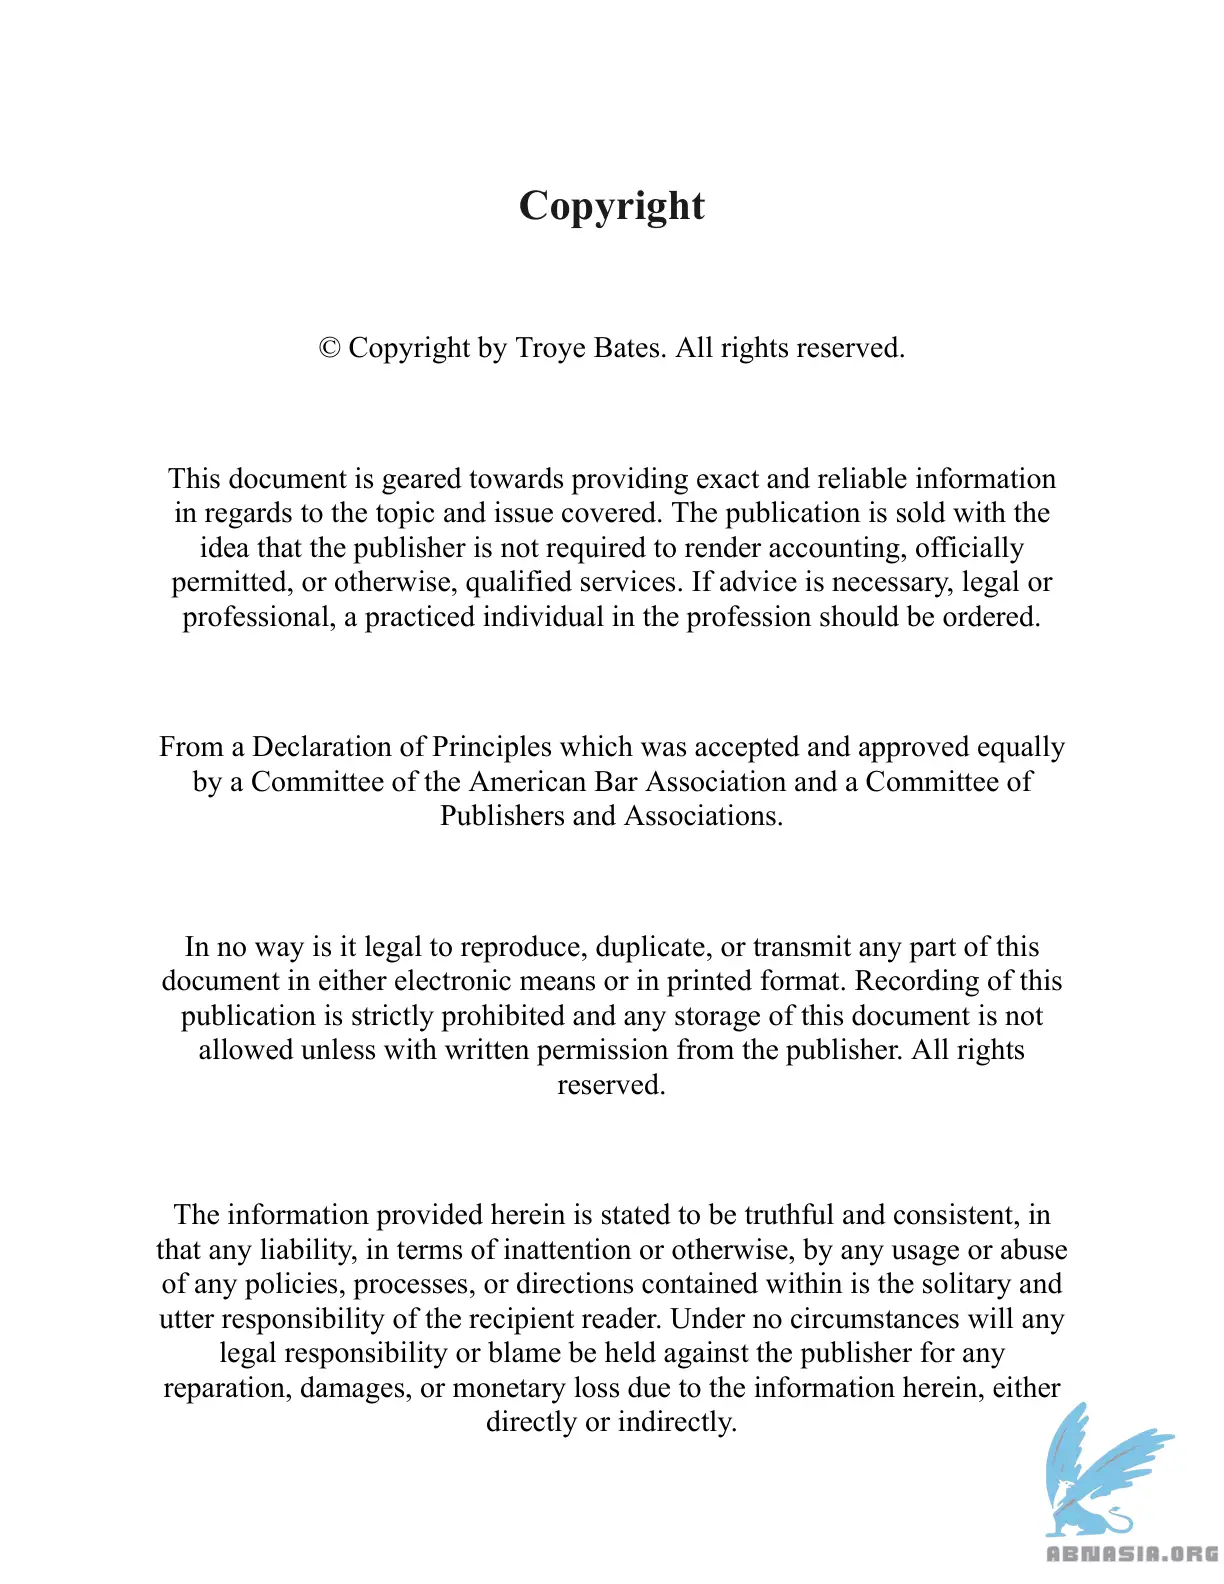 Copyright
© Copyright by Troye Bates. All rights reserved.
This document is geared towards providing exact and reliable information
in regards to the topic and issue covered. The publication is sold with the
idea that the publisher is not required to render accounting, officially
permitted, or otherwise, qualified services. If advice is necessary, legal or
professional, a practiced individual in the profession should be ordered.
From a Declaration of Principles which was accepted and approved equally
by a Committee of the American Bar Association and a Committee of
Publishers and Associations.
In no way is it legal to reproduce, duplicate, or transmit any part of this
document in either electronic means or in printed format. Recording of this
publication is strictly prohibited and any storage of this document is not
allowed unless with written permission from the publisher. All rights
reserved.
The information provided herein is stated to be truthful and consistent, in
that any liability, in terms of inattention or otherwise, by any usage or abuse
of any policies, processes, or directions contained within is the solitary and
utter responsibility of the recipient reader. Under no circumstances will any
legal responsibility or blame be held against the publisher for any
reparation, damages, or monetary loss due to the information herein, either
directly or indirectly.
ABNASIA.ORG